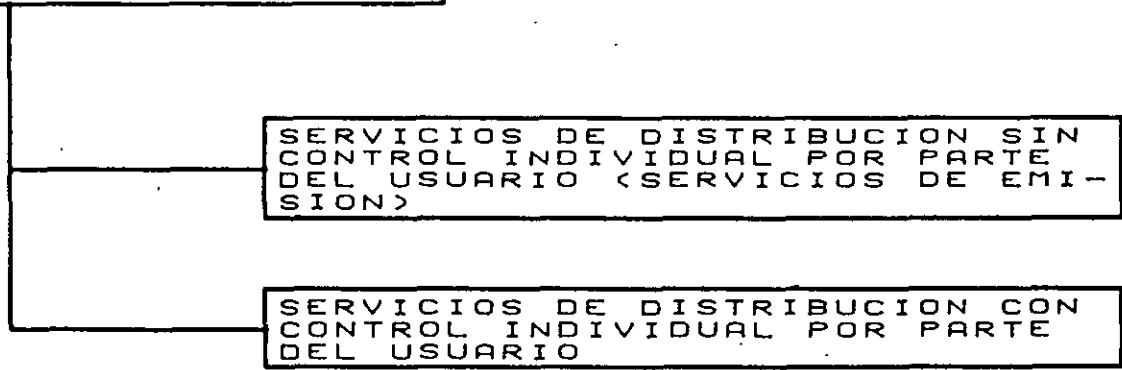 SERVICIOS DE DISTRIBUCION SIN
CONTROL INDIVIDUAL POR PARTE
DEL USUARIO <SERVICIOS DE EMI-
SION>
SERVICIOS DE DISTRIBUCION CON
CONTROL INDIVIDUAL POR PARTE
DEL USUARIO